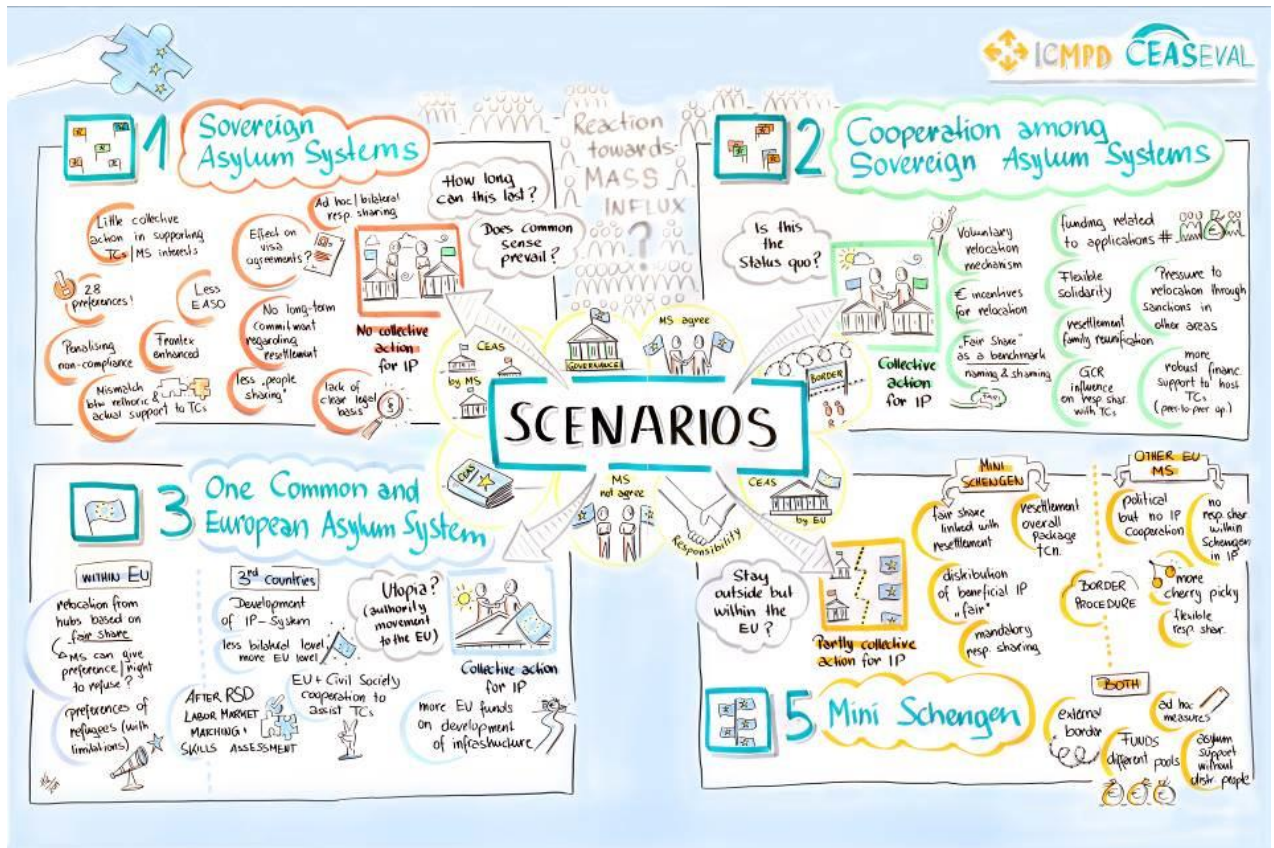 ICMPD CEASEVAL
1 Sovereign
Asylum Systems
Little collective
action in supporting
TCs / MS interests
Effect on
visa
agreements?
Ad hoc / bilateral
resp. sharing
How long
can this last?
Does common
sense
prevail?
28
preferences!
Less
EASO
No long-term
commitment
regarding
resettlement
No collective
action
for IP
Penalising
non-compliance
Frontex
enhanced
Mismatch
btw rethoric &
actual support to TCs
less "people
sharing"
lack of
clear legal
basis
§
Reaction
towards
MASS
INFLUX
?
2 Cooperation among
Sovereign Asylum Systems
Is this
the
Status quo?
Collective
action
for IP
Voluntary
relocation
mechanism
€ incentives
for relocation
"Fair Share"
as a benchmark
naming & shaming
funding related
to applications #
€
Flexible
solidarity
resettlement
family reunification
GCR
influence
on resp. shar.
with TCs
Pressure to
relocation through
sanctions in
other areas
more
robust financ.
support to host
TCs
(peer-to-peer ap.)
SCENARIOS
CEAS
by MS
GOVERNANCE
MS agree
BORDER
CEAS
MS
not agree
Responsibility
CEAS
by EU
3 One Common and
European Asylum System
WITHIN EU
relocation from
hubs based on
fair share
MS can give
preference / right
to refuse?
preferences of
refugees (with
limitations)
3rd countries
Development
of IP-System
less bilateral level,
more EU level
EU + Civil Society
cooperation to
assist TCs
AFTER RSD
LABOR MARKET
MATCHING +
SKILLS ASSESSMENT
Utopia?
(authority
movement
to the EU)
Collective action
for IP
more EU funds
on development
of infrastructure
5 Mini Schengen
Stay
outside but
within the
EU?
Partly collective
action for IP
MINI
SCHENGEN
fair share
linked with
resettlement
resettlement
overall
Package
tcn.
distribution
of beneficial IP
"fair"
mandatory
resp. sharing
OTHER EU
MS
political
but no IP
cooperation
no
resp. shar.
within
Schengen
in IP
BORDER
PROCEDURE
more
cherry picky
flexible
resp. shar.
BOTH
external
border
FUNDS
different pools
€ € €
ad hoc
measures
asylum
support
without
distr. people